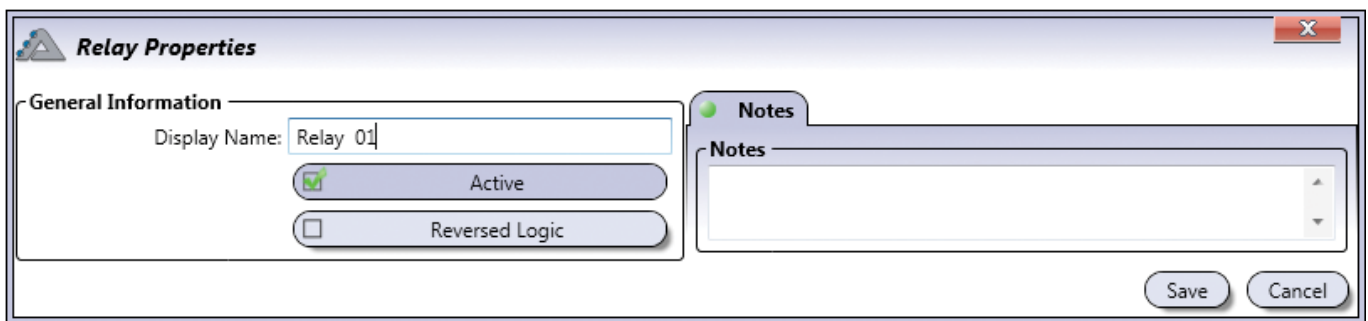 Relay Properties
X
General Information
Display Name: Relay 01
Active
Reversed Logic
Notes
Notes
Save
Cancel